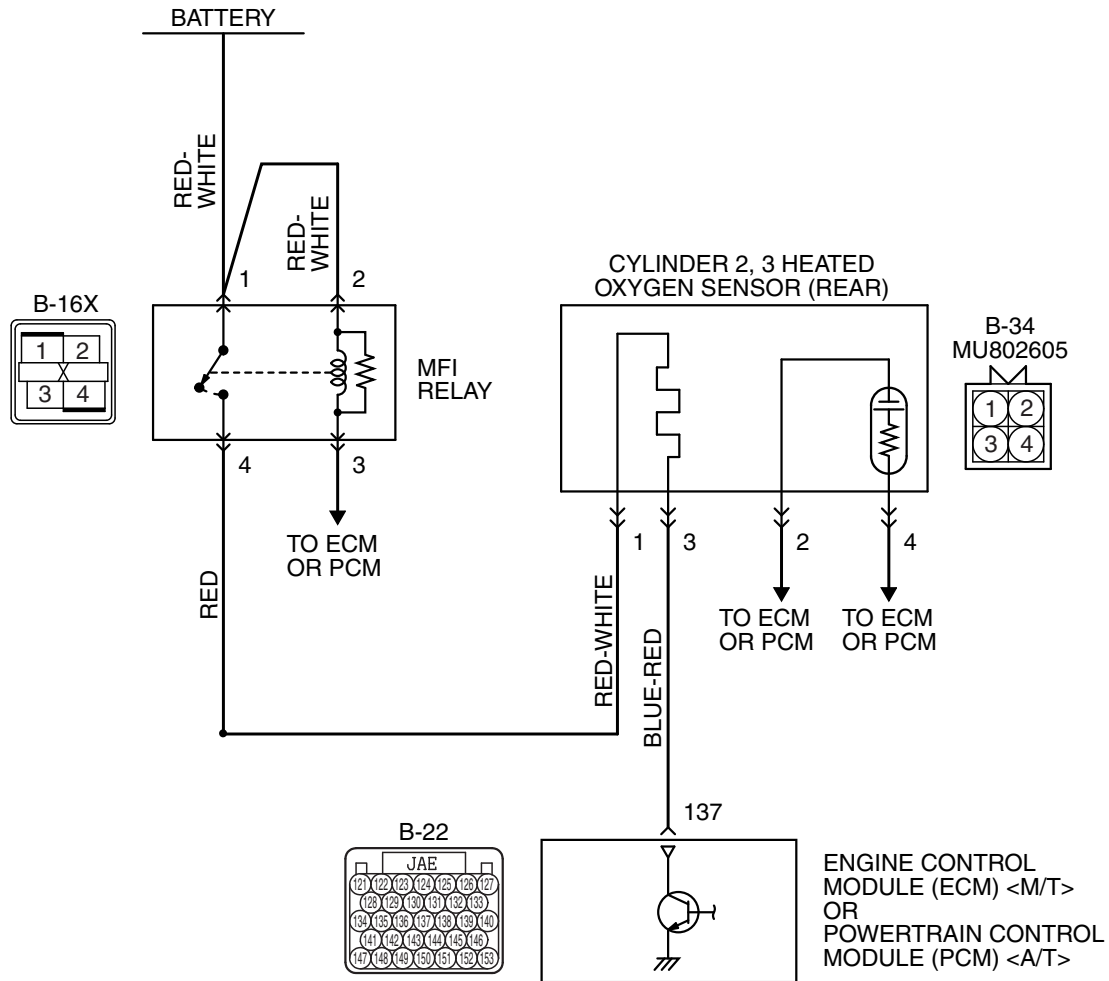 BATTERY
RED-
WHITE
RED-
WHITE
1
2
B-16X
1 2
X
3 4
MFI
RELAY
4
3
TO ECM
OR PCM
RED
CYLINDER 2, 3 HEATED
OXYGEN SENSOR (REAR)
B-34
MU802605
1 2
3 4
1
3
2
4
TO ECM
OR PCM
TO ECM
OR PCM
RED-WHITE
BLUE-RED
137
B-22
JAE
121 122 123 124 125 126 127
128 129 130 131 132 133
134 135 136 137 138 139 140
141 142 143 144 145 146
147 148 149 150 151 152 153
ENGINE CONTROL
MODULE (ECM) <M/T>
OR
POWERTRAIN CONTROL
MODULE (PCM) <A/T>